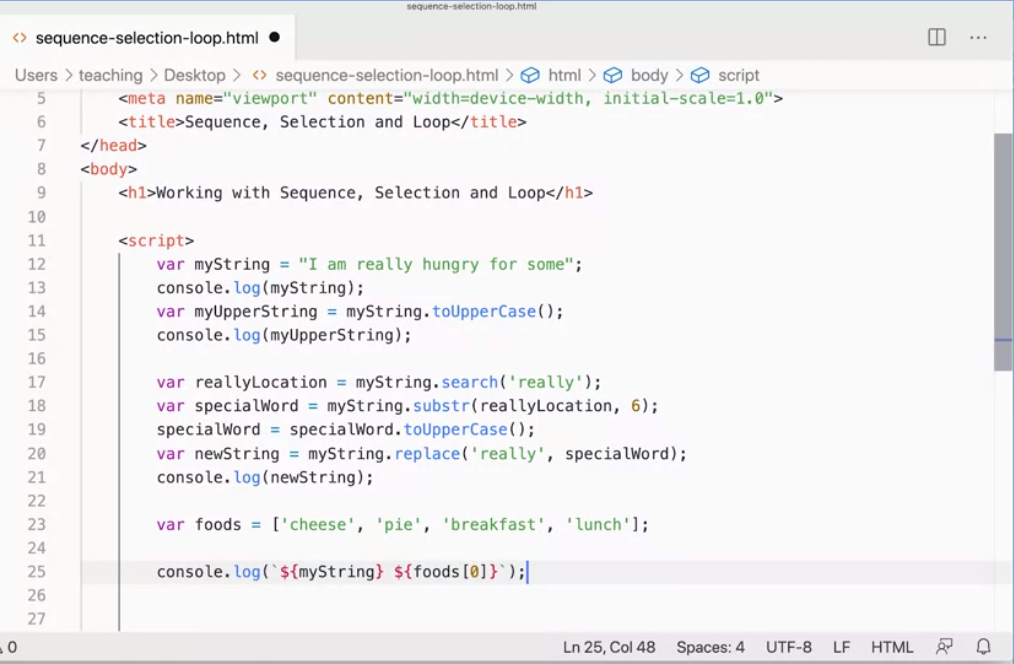 sequence-selection-loop.html
<> sequence-selection-loop.html ●
Users > teaching > Desktop > <> sequence-selection-loop.html > html > body > script
5 <meta name="viewport" content="width=device-width, initial-scale=1.0">
6 <title>Sequence, Selection and Loop</title>
7 </head>
8 <body>
9 <h1>Working with Sequence, Selection and Loop</h1>
10
11 <script>
12 var myString = "I am really hungry for some";
13 console.log(myString);
14 var myUpperString = myString.toUpperCase();
15 console.log(myUpperString);
16
17 var reallyLocation = myString.search('really');
18 var specialWord = myString.substr(reallyLocation, 6);
19 specialWord = specialWord.toUpperCase();
20 var newString = myString.replace('really', specialWord);
21 console.log(newString);
22
23 var foods = ['cheese', 'pie', 'breakfast', 'lunch'];
24
25 console.log(`${myString} ${foods[0]}`);
26
27
0 Ln 25, Col 48 Spaces: 4 UTF-8 LF HTML